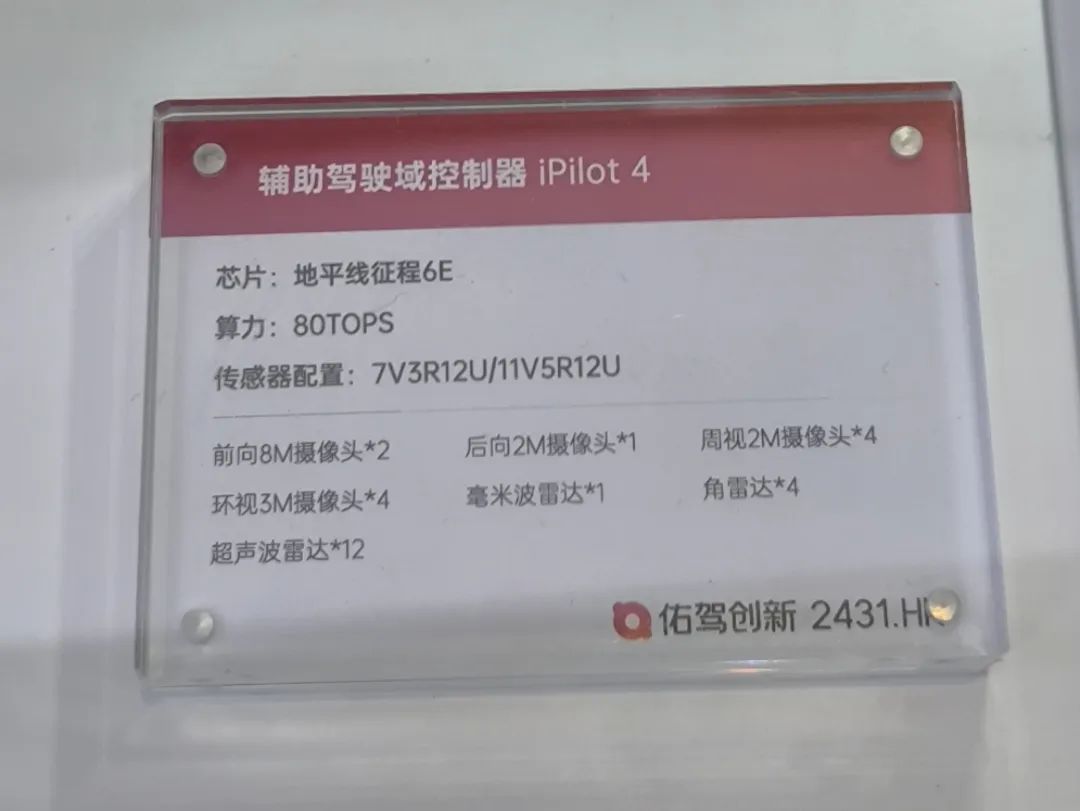 辅助驾驶域控制器 iPilot 4
芯片：地平线征程6E
算力：80TOPS
传感器配置：7V3R12U/11V5R12U
前向8M摄像头*2 后向2M摄像头*1 周视2M摄像头*4
环视3M摄像头*4 毫米波雷达*1 角雷达*4
超声波雷达*12
佑驾创新 2431.HK